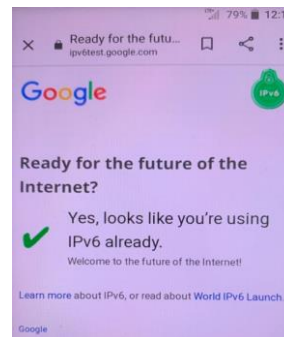 79% 12:1
Ready for the futu...
ipv6test.google.com
Google
IPv6
Ready for the future of the
Internet?
Yes, looks like you're using
IPv6 already.
Welcome to the future of the Internet!
Learn more about IPv6, or read about World IPv6 Launch.
Google